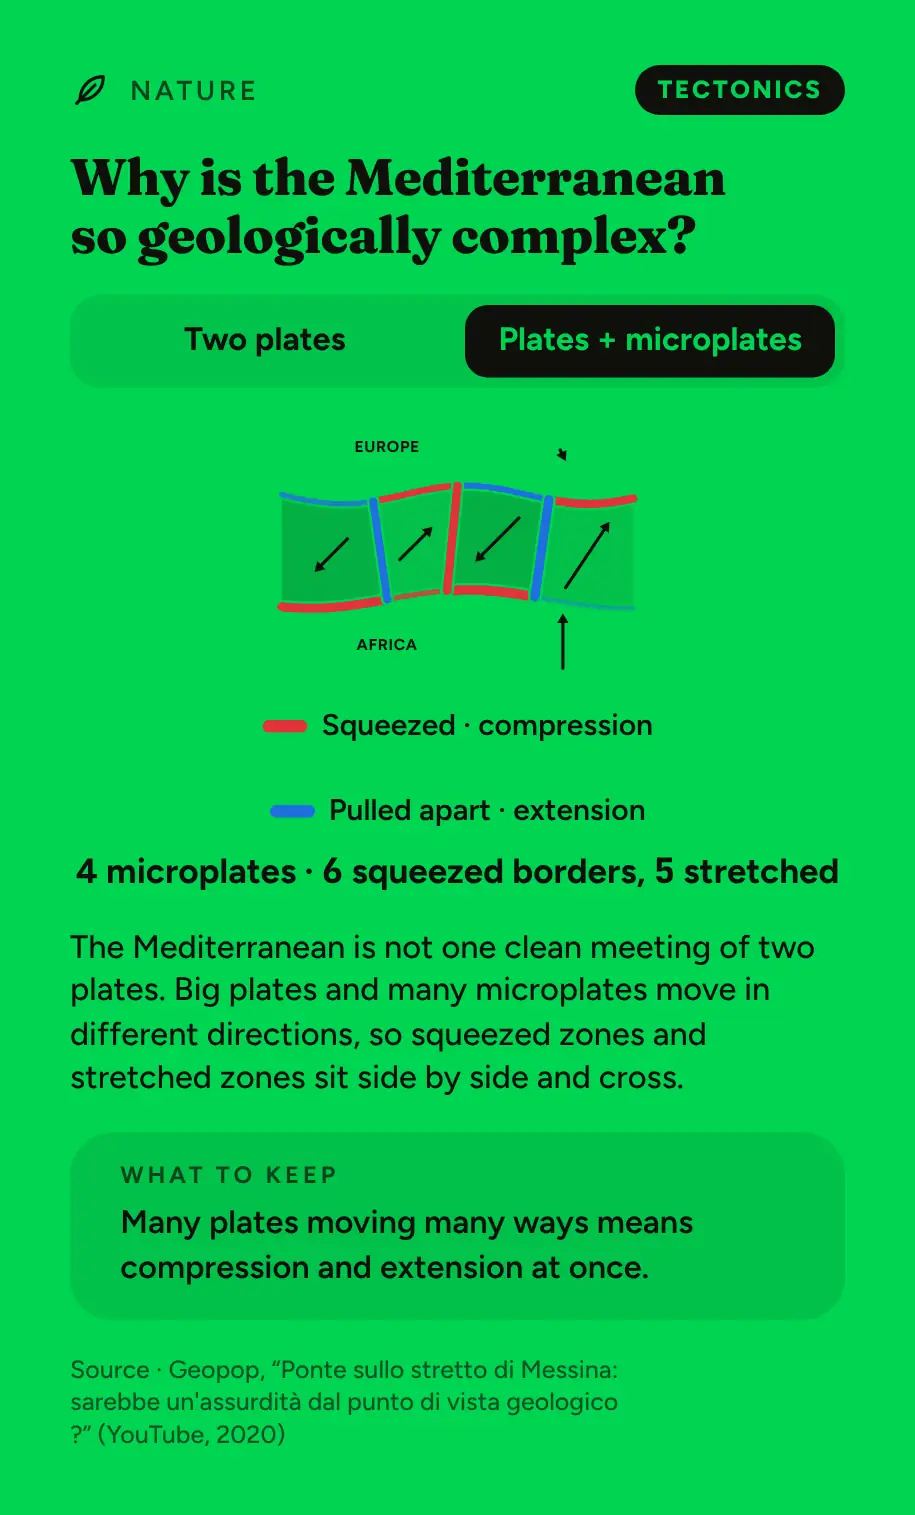 NATURE
TECTONICS
Why is the Mediterranean
so geologically complex?
Two plates
Plates + microplates
EUROPE
AFRICA
Squeezed · compression
Pulled apart · extension
4 microplates · 6 squeezed borders, 5 stretched
The Mediterranean is not one clean meeting of two
plates. Big plates and many microplates move in
different directions, so squeezed zones and
stretched zones sit side by side and cross.
WHAT TO KEEP
Many plates moving many ways means
compression and extension at once.
Source · Geopop, “Ponte sullo stretto di Messina:
sarebbe un'assurdità dal punto di vista geologico
?” (YouTube, 2020)